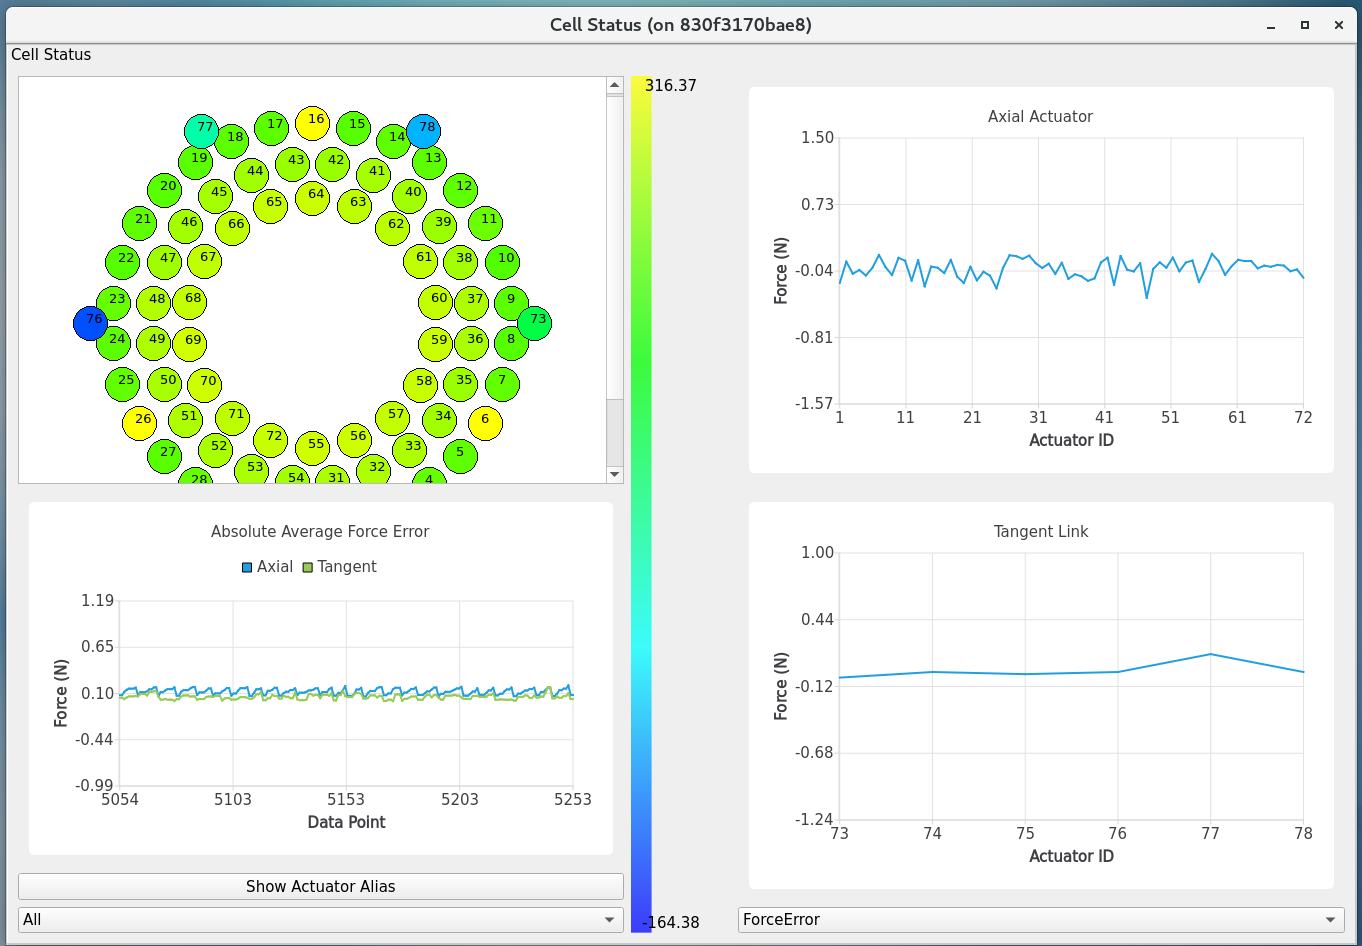 Cell Status (on 830f3170bae8)
Cell Status
316.37
77 18 17 16 15 14 78
19 44 43 42 41 13
20 45 65 64 63 40 12
21 46 66 62 39 11
22 47 67 61 38 10
23 48 68 60 37 9
76 73
24 49 69 59 36 8
25 50 70 58 35 7
26 51 71 57 34 6
27 52 72 55 56 33 5
28 53 54 31 32 4
-164.38
Axial Actuator
1.50
0.73
-0.04
-0.81
-1.57
Force (N)
1 11 21 31 41 51 61 72
Actuator ID
Absolute Average Force Error
Axial Tangent
1.19
0.65
0.10
-0.44
-0.99
Force (N)
5054 5103 5153 5203 5253
Data Point
Tangent Link
1.00
0.44
-0.12
-0.68
-1.24
Force (N)
73 74 75 76 77 78
Actuator ID
Show Actuator Alias
All
ForceError